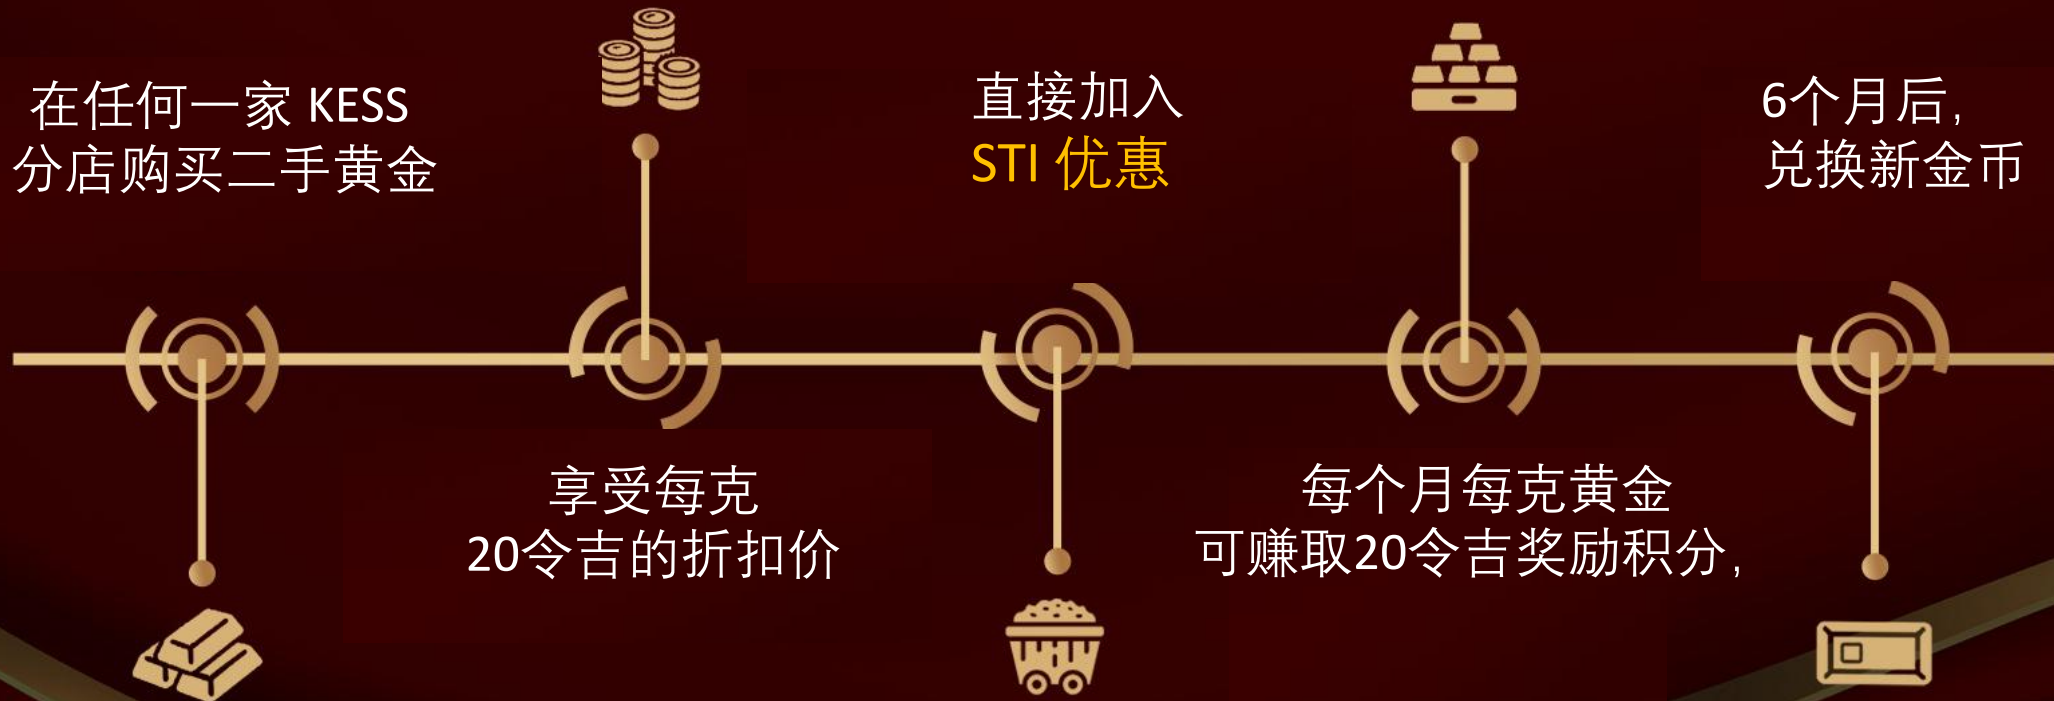 在任何一家 KESS
分店购买二手黄金
享受每克
20令吉的折扣价
直接加入
STI 优惠
每个月每克黄金
可赚取20令吉奖励积分,
6个月后,
兑换新金币